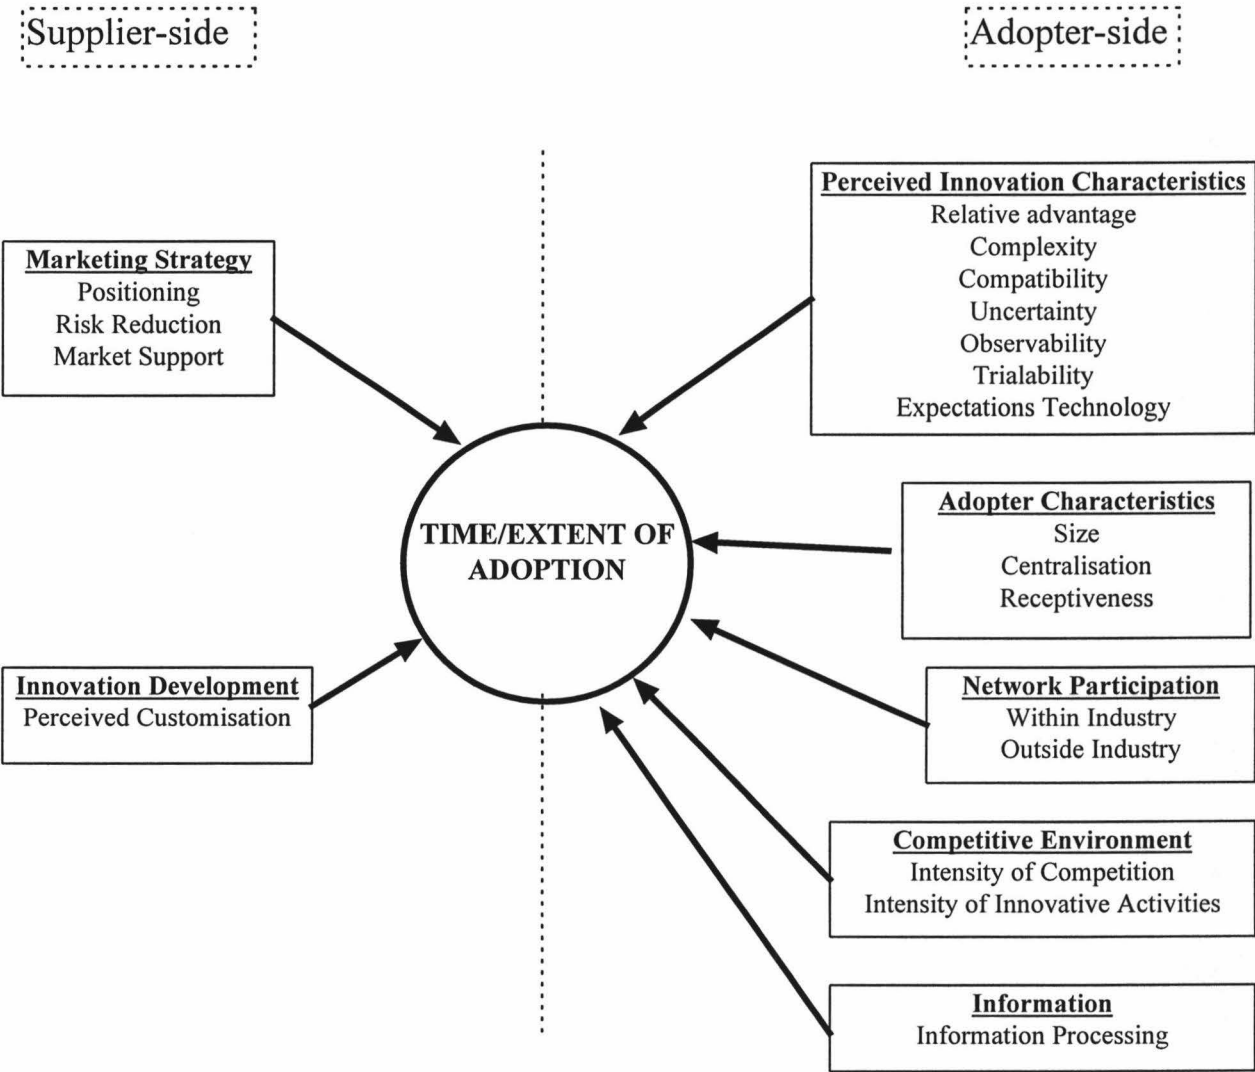 Supplier-side
Adopter-side
Marketing Strategy
Positioning
Risk Reduction
Market Support
Innovation Development
Perceived Customisation
TIME/EXTENT OF
ADOPTION
Perceived Innovation Characteristics
Relative advantage
Complexity
Compatibility
Uncertainty
Observability
Trialability
Expectations Technology
Adopter Characteristics
Size
Centralisation
Receptiveness
Network Participation
Within Industry
Outside Industry
Competitive Environment
Intensity of Competition
Intensity of Innovative Activities
Information
Information Processing